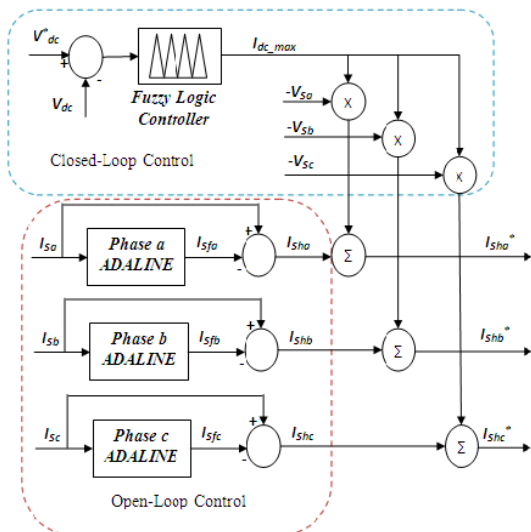 V*dc
+
-
Vdc
Fuzzy Logic
Controller
Idc_max
-VSa
X
-VSb
X
-VSc
X
Closed-Loop Control
ISa
Phase a
ADALINE
ISfa
+
-
ISha
Σ
ISha*
ISb
Phase b
ADALINE
ISfb
+
-
IShb
Σ
IShb*
ISc
Phase c
ADALINE
ISfc
+
-
IShc
Σ
IShc*
Open-Loop Control